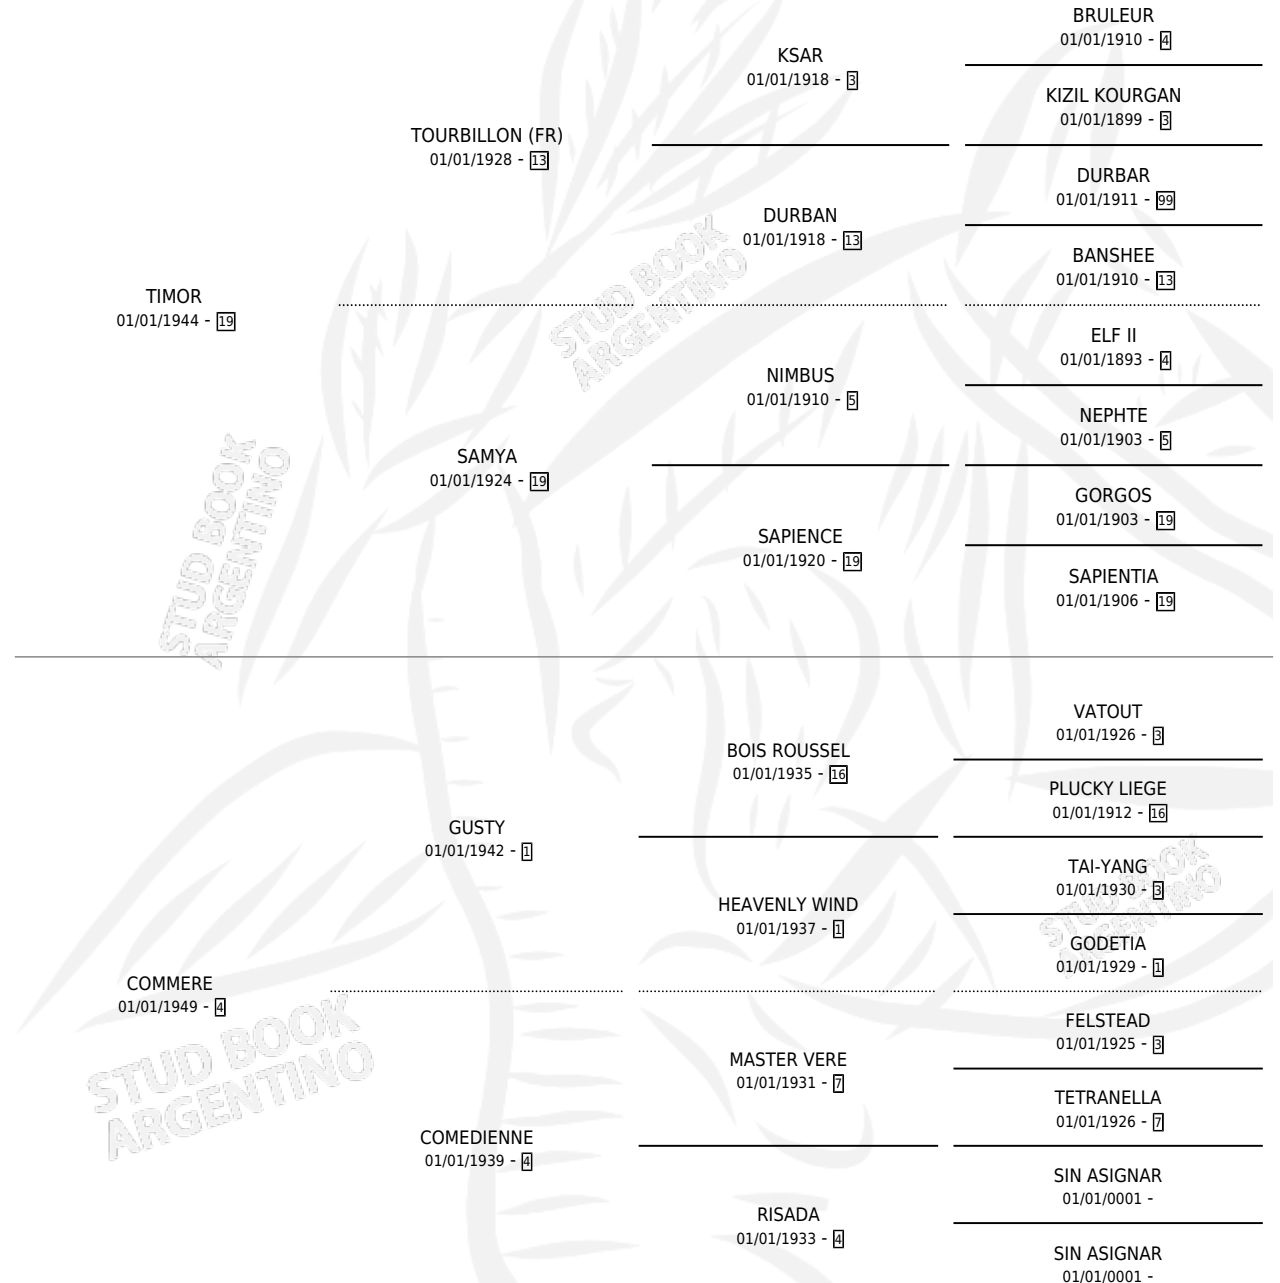 BRULEUR
01/01/1910 - 4
KSAR
01/01/1918 - 3
KIZIL KOURGAN
01/01/1899 - 3
TOURBILLON (FR)
01/01/1928 - 13
DURBAR
01/01/1911 - 99
DURBAN
01/01/1918 - 13
BANSHEE
01/01/1910 - 13
TIMOR
01/01/1944 - 19
ELF II
01/01/1893 - 4
NIMBUS
01/01/1910 - 5
NEPHTE
01/01/1903 - 5
SAMYA
01/01/1924 - 19
GORGOS
01/01/1903 - 19
SAPIENCE
01/01/1920 - 19
SAPIENTIA
01/01/1906 - 19
VATOUT
01/01/1926 - 3
BOIS ROUSSEL
01/01/1935 - 16
PLUCKY LIEGE
01/01/1912 - 16
GUSTY
01/01/1942 - 1
TAI-YANG
01/01/1930 - 3
HEAVENLY WIND
01/01/1937 - 1
GODETIA
01/01/1929 - 1
COMMERE
01/01/1949 - 4
FELSTEAD
01/01/1925 - 3
MASTER VERE
01/01/1931 - 7
TETRANELLA
01/01/1926 - 7
COMEDIENNE
01/01/1939 - 4
SIN ASIGNAR
01/01/0001 -
RISADA
01/01/1933 - 4
SIN ASIGNAR
01/01/0001 -
STUD BOOK
ARGENTINO
STUD BOOK
ARGENTINO
STUD BOOK
ARGENTINO
STUD BOOK
ARGENTINO